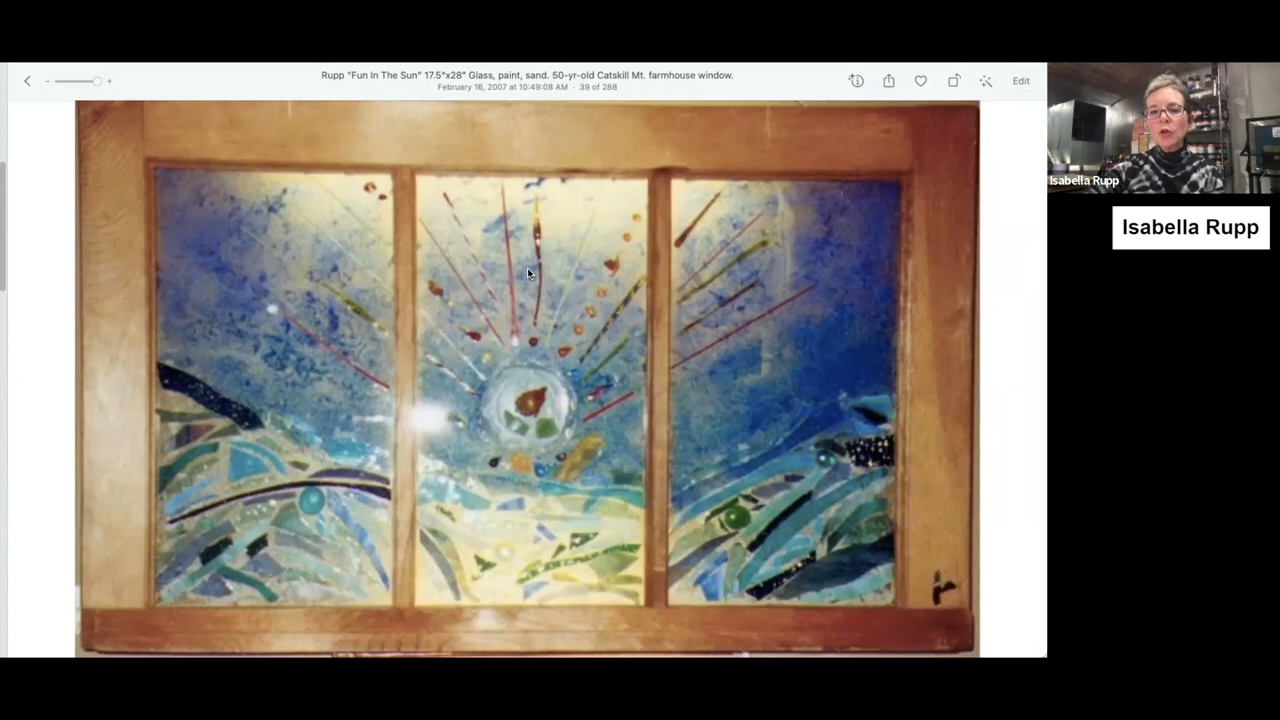 Rupp "Fun In The Sun" 17.5"x28" Glass, paint, sand. 50-yr-old Catskill Mt. farmhouse window.
February 16, 2007 at 10:49:08 AM · 39 of 288
Edit
Isabella Rupp
Isabella Rupp